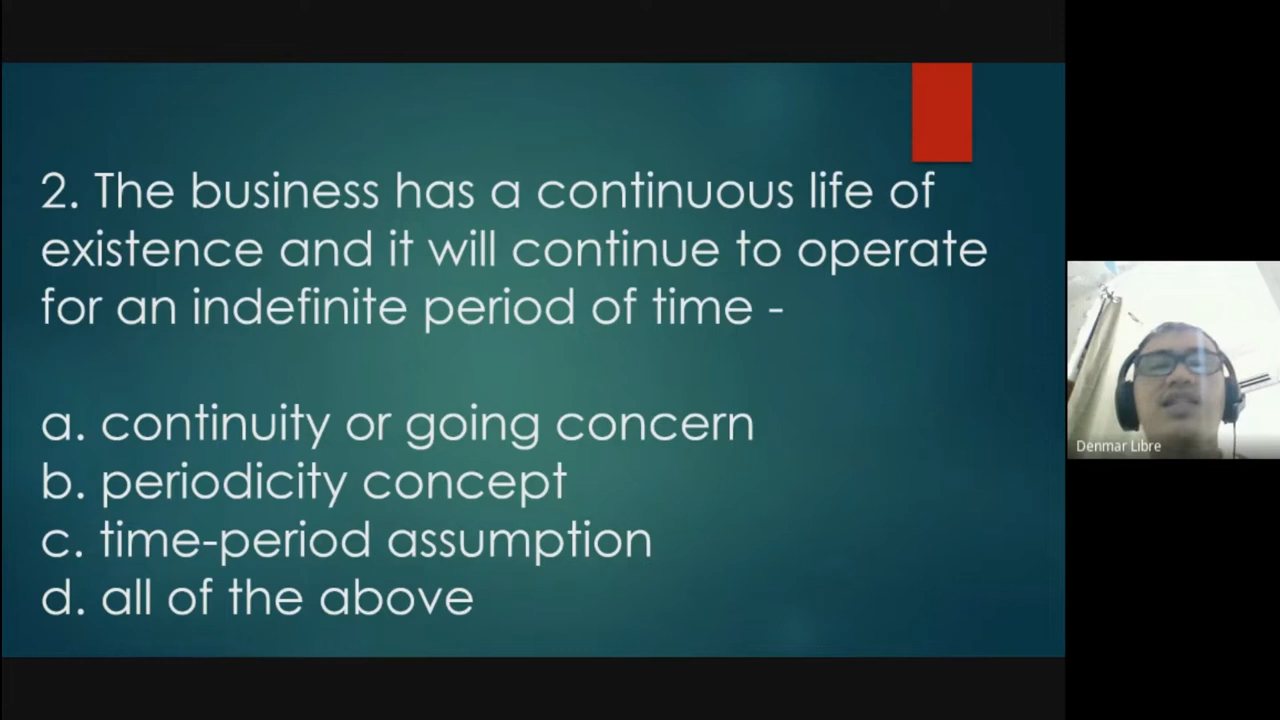 2. The business has a continuous life of
existence and it will continue to operate
for an indefinite period of time -
a. continuity or going concern
b. periodicity concept
c. time-period assumption
d. all of the above
Denmar Libre